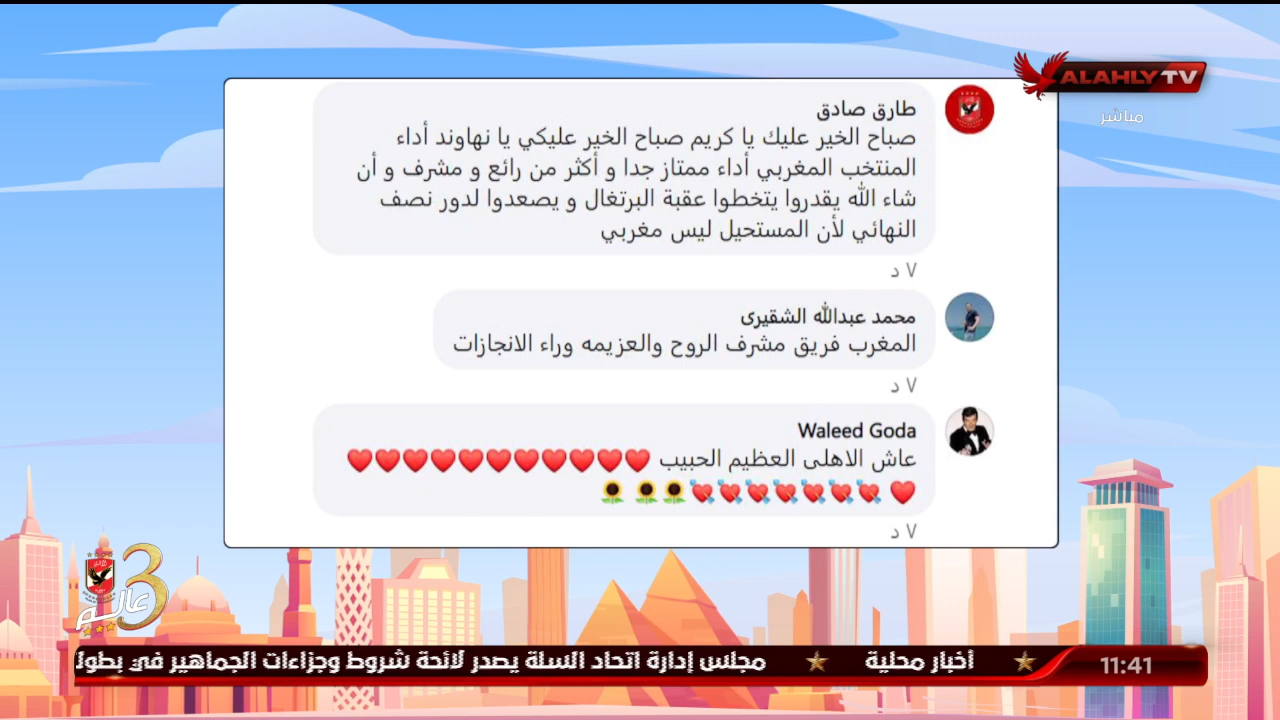 ALAHLY TV
مباشر
طارق صادق
صباح الخير عليك يا كريم صباح الخير عليكي يا نهاوند أداء
المنتخب المغربي أداء ممتاز جدا و أكثر من رائع و مشرف و أن
شاء الله يقدروا يتخطوا عقبة البرتغال و يصعدوا لدور نصف
النهائي لأن المستحيل ليس مغربي
٧ د
محمد عبدالله الشقيرى
المغرب فريق مشرف الروح والعزيمه وراء الانجازات
٧ د
Waleed Goda
عاش الاهلى العظيم الحبيب ❤️❤️❤️❤️❤️❤️❤️❤️❤️❤️❤️
❤️ 💘💘💘💘💘💘💘🌻🌻 🌻
٧ د
3
عالم
11:41
أخبار محلية ★ مجلس إدارة اتحاد السلة يصدر لائحة شروط وجزاءات الجماهير في بطول